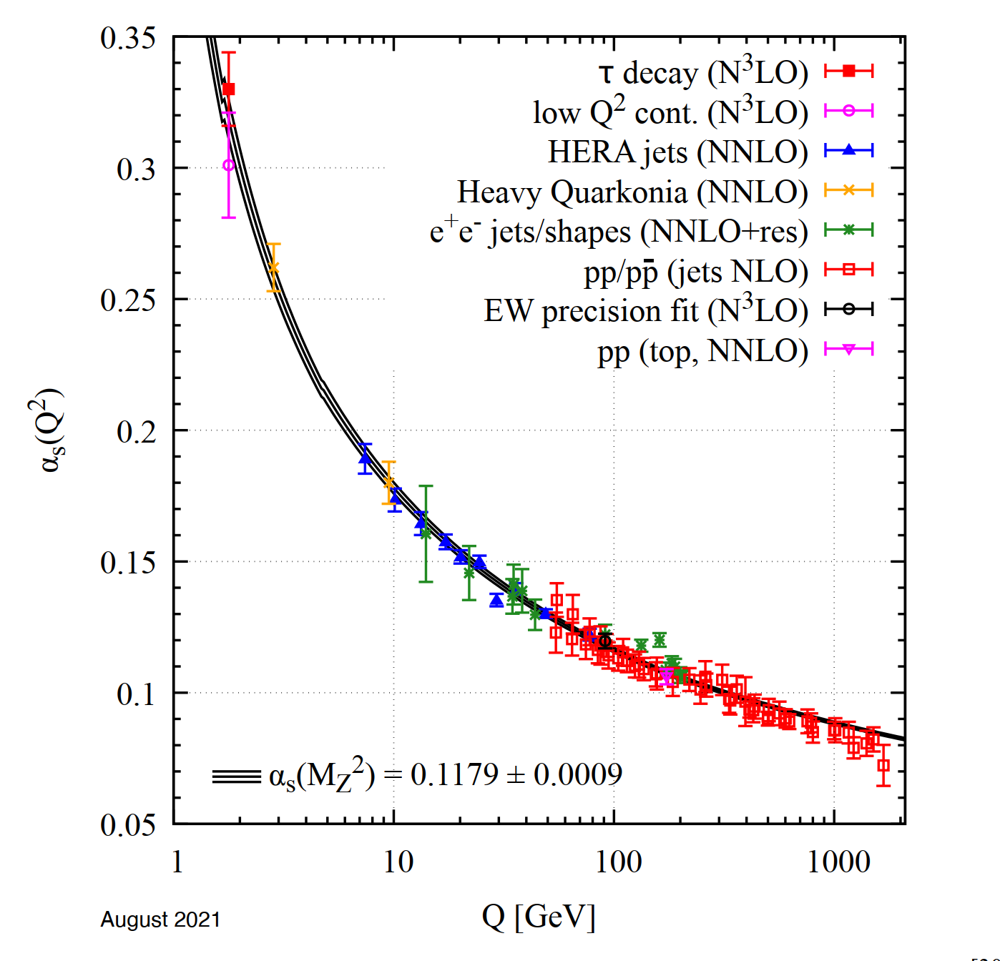 0.35
0.3
0.25
0.2
0.15
0.1
0.05
αs(Q²)
τ decay (N³LO)
low Q² cont. (N³LO)
HERA jets (NNLO)
Heavy Quarkonia (NNLO)
e⁺e⁻ jets/shapes (NNLO+res)
pp/pp̄ (jets NLO)
EW precision fit (N³LO)
pp (top, NNLO)
αs(M_Z²) = 0.1179 ± 0.0009
1 10 100 1000
Q [GeV]
August 2021